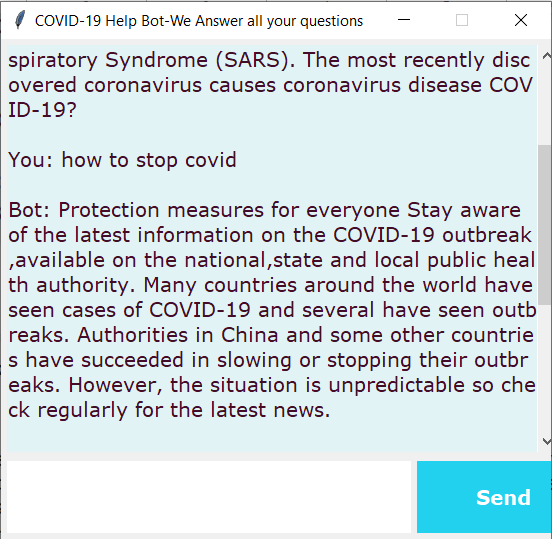 COVID-19 Help Bot-We Answer all your questions
spiratory Syndrome (SARS). The most recently disc
overed coronavirus causes coronavirus disease COV
ID-19?
You: how to stop covid
Bot: Protection measures for everyone Stay aware
of the latest information on the COVID-19 outbreak
,available on the national,state and local public heal
th authority. Many countries around the world have
seen cases of COVID-19 and several have seen outb
reaks. Authorities in China and some other countrie
s have succeeded in slowing or stopping their outbr
eaks. However, the situation is unpredictable so che
ck regularly for the latest news.
Send